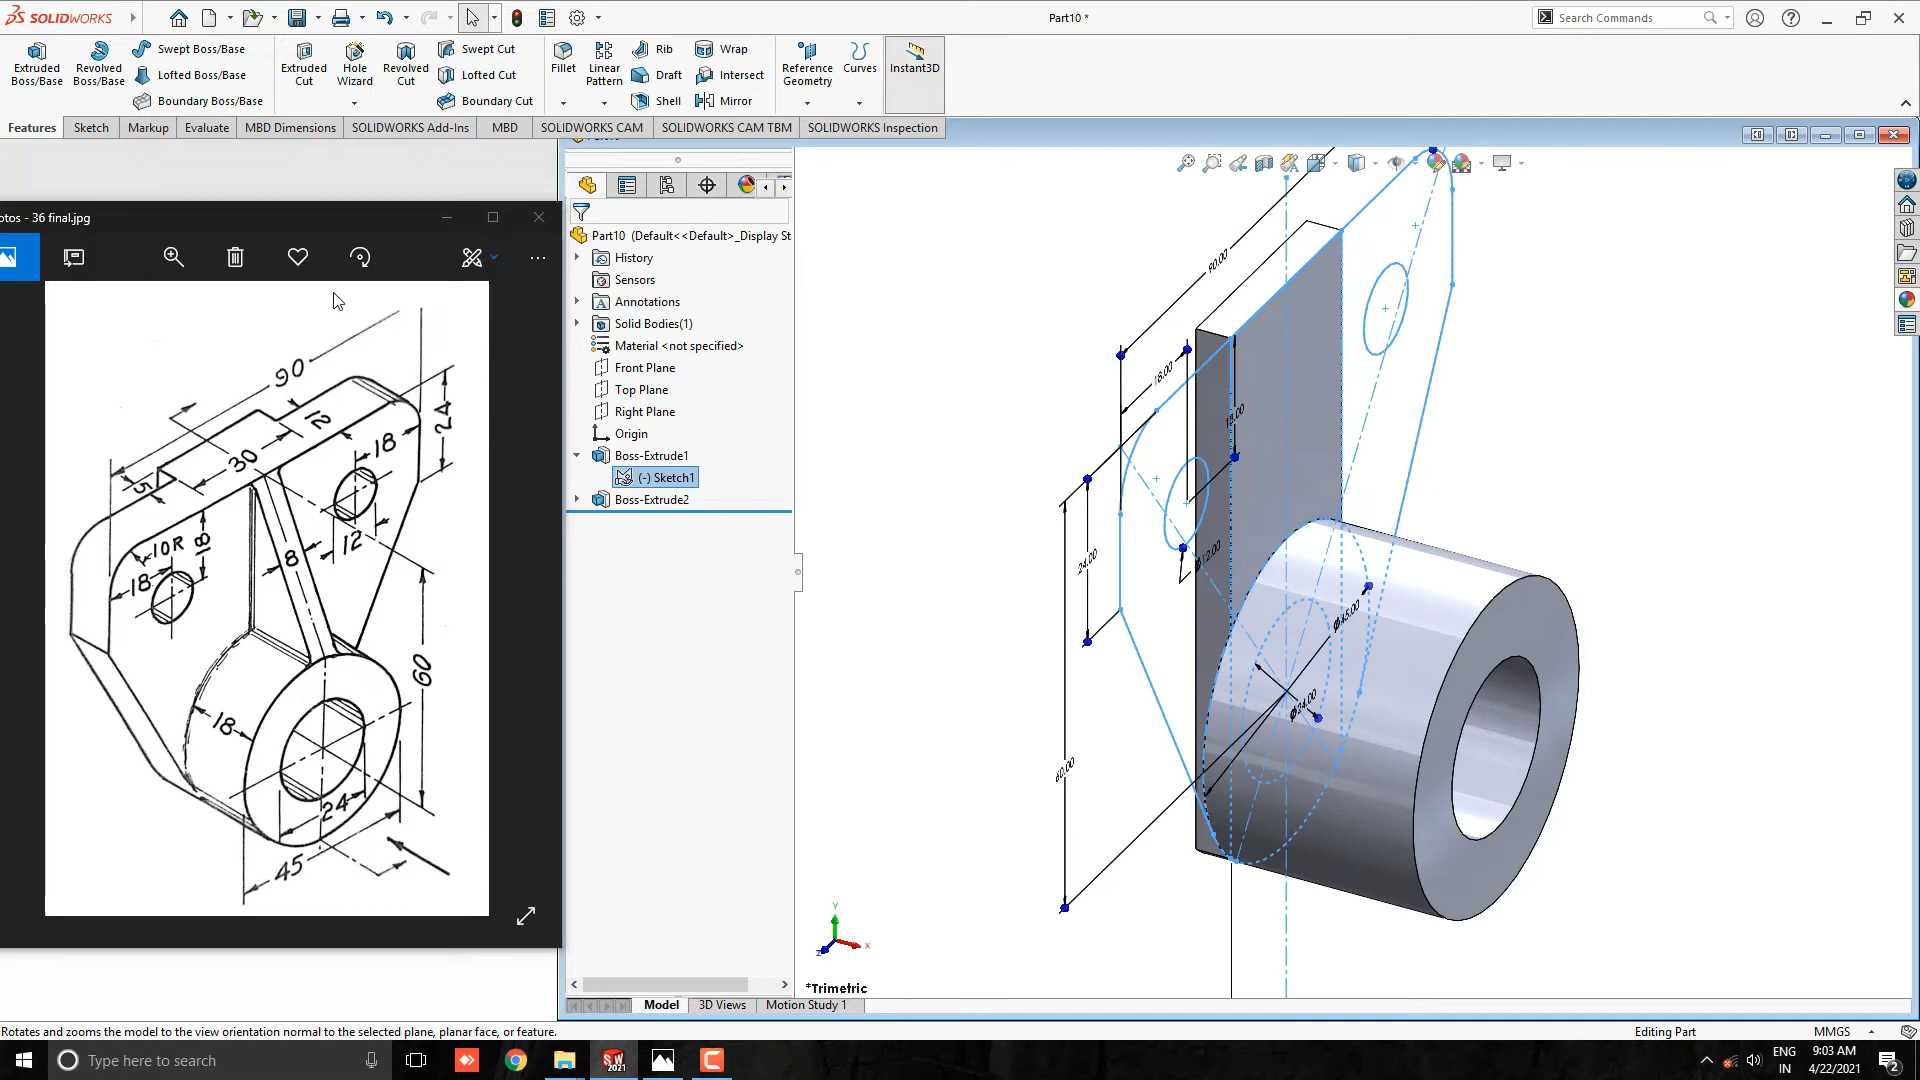 SOLIDWORKS
Part10 *
Search Commands
Extruded Boss/Base
Revolved Boss/Base
Swept Boss/Base
Lofted Boss/Base
Boundary Boss/Base
Extruded Cut
Hole Wizard
Revolved Cut
Swept Cut
Lofted Cut
Boundary Cut
Fillet
Linear Pattern
Rib
Draft
Shell
Wrap
Intersect
Mirror
Reference Geometry
Curves
Instant3D
Features
Sketch
Markup
Evaluate
MBD Dimensions
SOLIDWORKS Add-Ins
MBD
SOLIDWORKS CAM
SOLIDWORKS CAM TBM
SOLIDWORKS Inspection
otos - 36 final.jpg
90
12
24
18
30
5
10R
18
8
12
18
60
18
24
45
Part10 (Default<<Default>_Display St
History
Sensors
Annotations
Solid Bodies(1)
Material <not specified>
Front Plane
Top Plane
Right Plane
Origin
Boss-Extrude1
(-) Sketch1
Boss-Extrude2
90.00
18.00
18.00
24.00
Ø12.00
Ø45.00
Ø24.00
60.00
Y
X
Z
*Trimetric
Model
3D Views
Motion Study 1
Rotates and zooms the model to the view orientation normal to the selected plane, planar face, or feature.
Editing Part
MMGS
Type here to search
SW
2021
ENG
IN
9:03 AM
4/22/2021
2